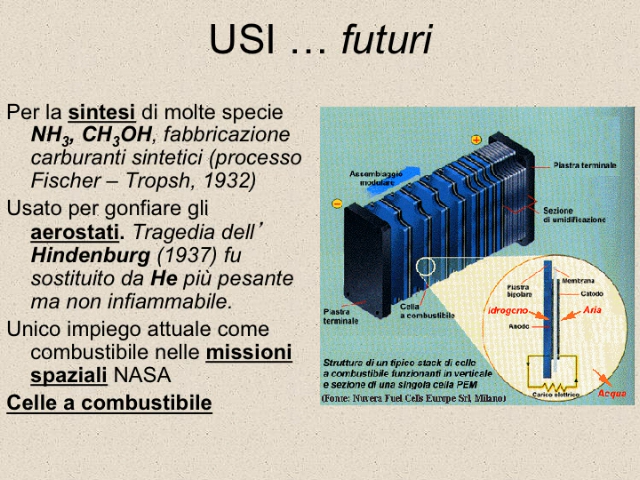 USI … futuri
Per la sintesi di molte specie
NH3, CH3OH, fabbricazione
carburanti sintetici (processo
Fischer – Tropsh, 1932)
Usato per gonfiare gli
aerostati. Tragedia dell’
Hindenburg (1937) fu
sostituito da He più pesante
ma non infiammabile.
Unico impiego attuale come
combustibile nelle missioni
spaziali NASA
Celle a combustibile
+
Assemblaggio
modulare
Piastra terminale
–
Sezione
di umidificazione
Piastra
terminale
Cella
a combustibile
Piastra
bipolare
Membrana
Catodo
Idrogeno
Aria
Anodo
Carico elettrico
Acqua
Struttura di un tipico stack di celle
a combustibile funzionanti in verticale
e sezione di una singola cella PEM
(Fonte: Nuvera Fuel Cells Europe Srl, Milano)